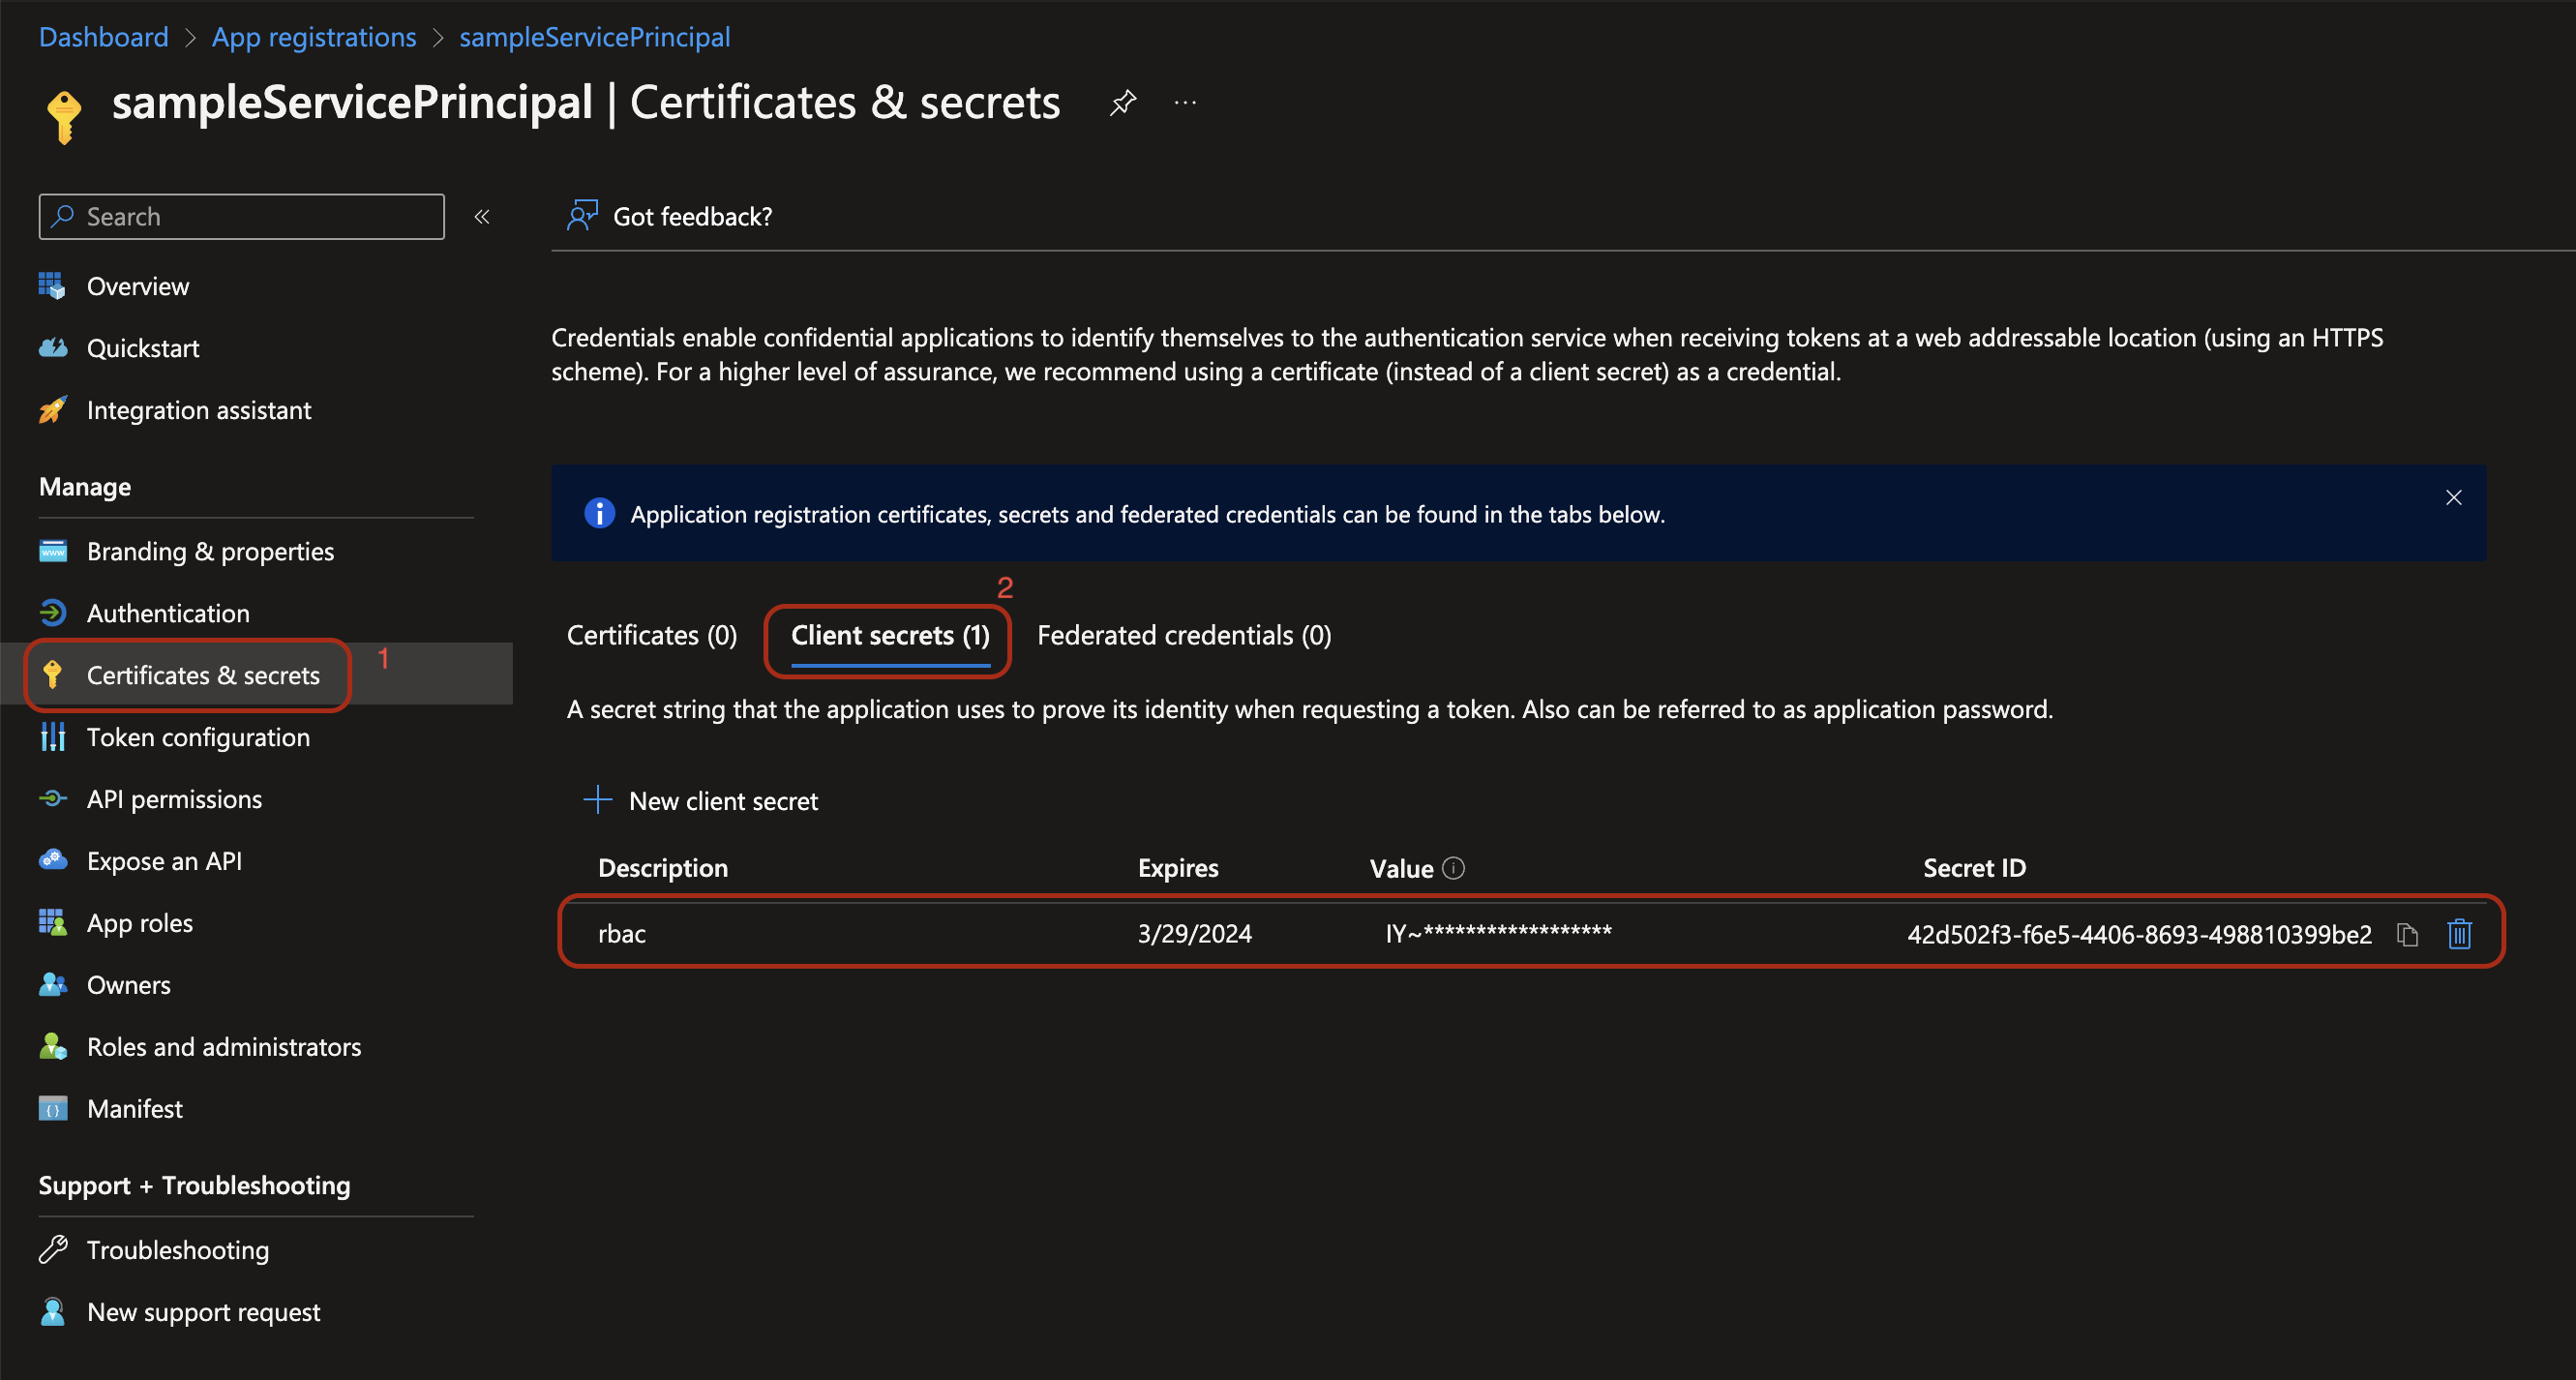 Dashboard > App registrations > sampleServicePrincipal
sampleServicePrincipal | Certificates & secrets ...
Search «
Got feedback?
Overview
Quickstart
Integration assistant
Credentials enable confidential applications to identify themselves to the authentication service when receiving tokens at a web addressable location (using an HTTPS
scheme). For a higher level of assurance, we recommend using a certificate (instead of a client secret) as a credential.
Manage
Application registration certificates, secrets and federated credentials can be found in the tabs below.
Branding & properties
Authentication
Certificates & secrets 1
Token configuration
API permissions
Expose an API
App roles
Owners
Roles and administrators
Manifest
Support + Troubleshooting
Troubleshooting
New support request
2
Certificates (0) Client secrets (1) Federated credentials (0)
A secret string that the application uses to prove its identity when requesting a token. Also can be referred to as application password.
New client secret
Description Expires Value Secret ID
rbac 3/29/2024 IY~****************** 42d502f3-f6e5-4406-8693-498810399be2